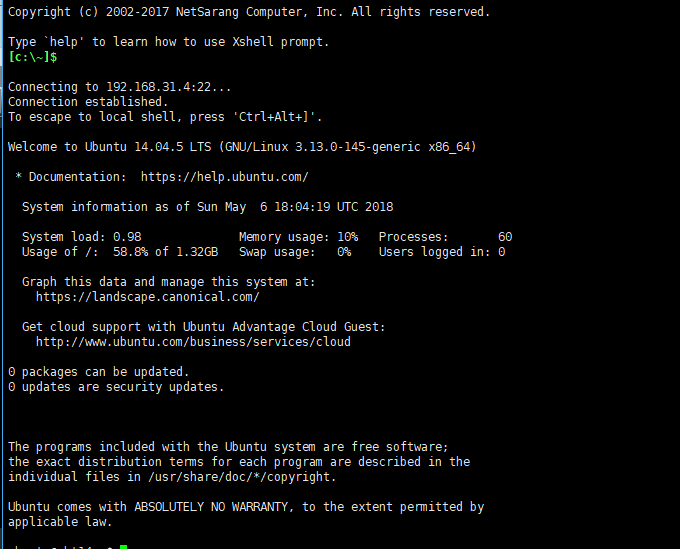 Copyright (c) 2002-2017 NetSarang Computer, Inc. All rights reserved.
Type `help' to learn how to use Xshell prompt.
[c:\~]$
Connecting to 192.168.31.4:22...
Connection established.
To escape to local shell, press 'Ctrl+Alt+]'.
Welcome to Ubuntu 14.04.5 LTS (GNU/Linux 3.13.0-145-generic x86_64)
* Documentation:  https://help.ubuntu.com/
System information as of Sun May  6 18:04:19 UTC 2018
System load: 0.98              Memory usage: 10%   Processes:       60
Usage of /:  58.8% of 1.32GB   Swap usage:   0%    Users logged in: 0
Graph this data and manage this system at:
https://landscape.canonical.com/
Get cloud support with Ubuntu Advantage Cloud Guest:
http://www.ubuntu.com/business/services/cloud
0 packages can be updated.
0 updates are security updates.
The programs included with the Ubuntu system are free software;
the exact distribution terms for each program are described in the
individual files in /usr/share/doc/*/copyright.
Ubuntu comes with ABSOLUTELY NO WARRANTY, to the extent permitted by
applicable law.